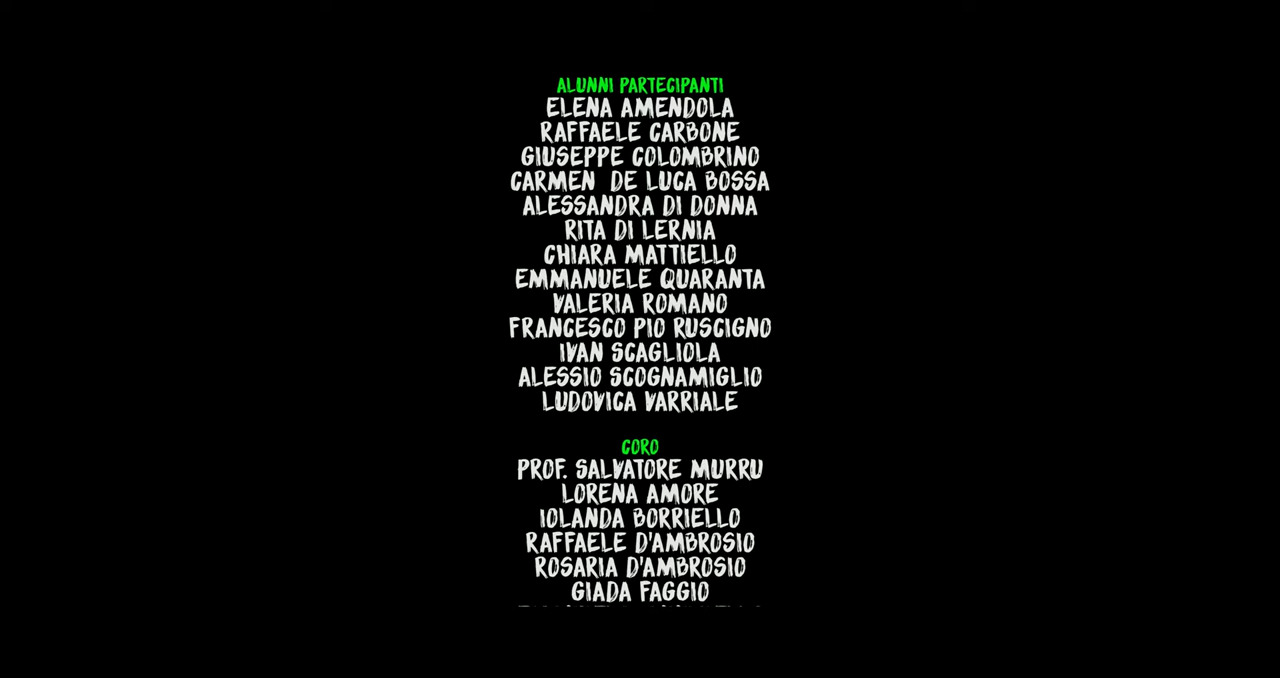 ALUNNI PARTECIPANTI
ELENA AMENDOLA
RAFFAELE CARBONE
GIUSEPPE COLOMBRINO
CARMEN DE LUCA BOSSA
ALESSANDRA DI DONNA
RITA DI LERNIA
CHIARA MATTIELLO
EMMANUELE QUARANTA
VALERIA ROMANO
FRANCESCO PIO RUSCIGNO
IVAN SCAGLIOLA
ALESSIO SCOGNAMIGLIO
LUDOVICA VARRIALE
CORO
PROF. SALVATORE MURRU
LORENA AMORE
IOLANDA BORRIELLO
RAFFAELE D'AMBROSIO
ROSARIA D'AMBROSIO
GIADA FAGGIO